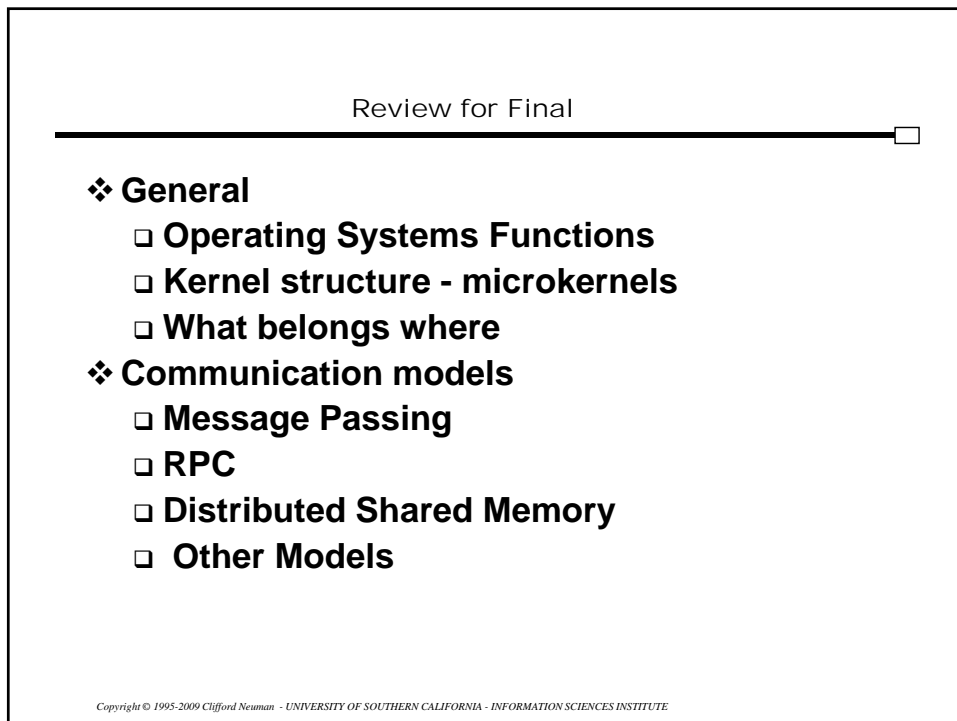 Review for Final
❖ General
❑ Operating Systems Functions
❑ Kernel structure - microkernels
❑ What belongs where
❖ Communication models
❑ Message Passing
❑ RPC
❑ Distributed Shared Memory
❑ Other Models
Copyright © 1995-2009 Clifford Neuman - UNIVERSITY OF SOUTHERN CALIFORNIA - INFORMATION SCIENCES INSTITUTE